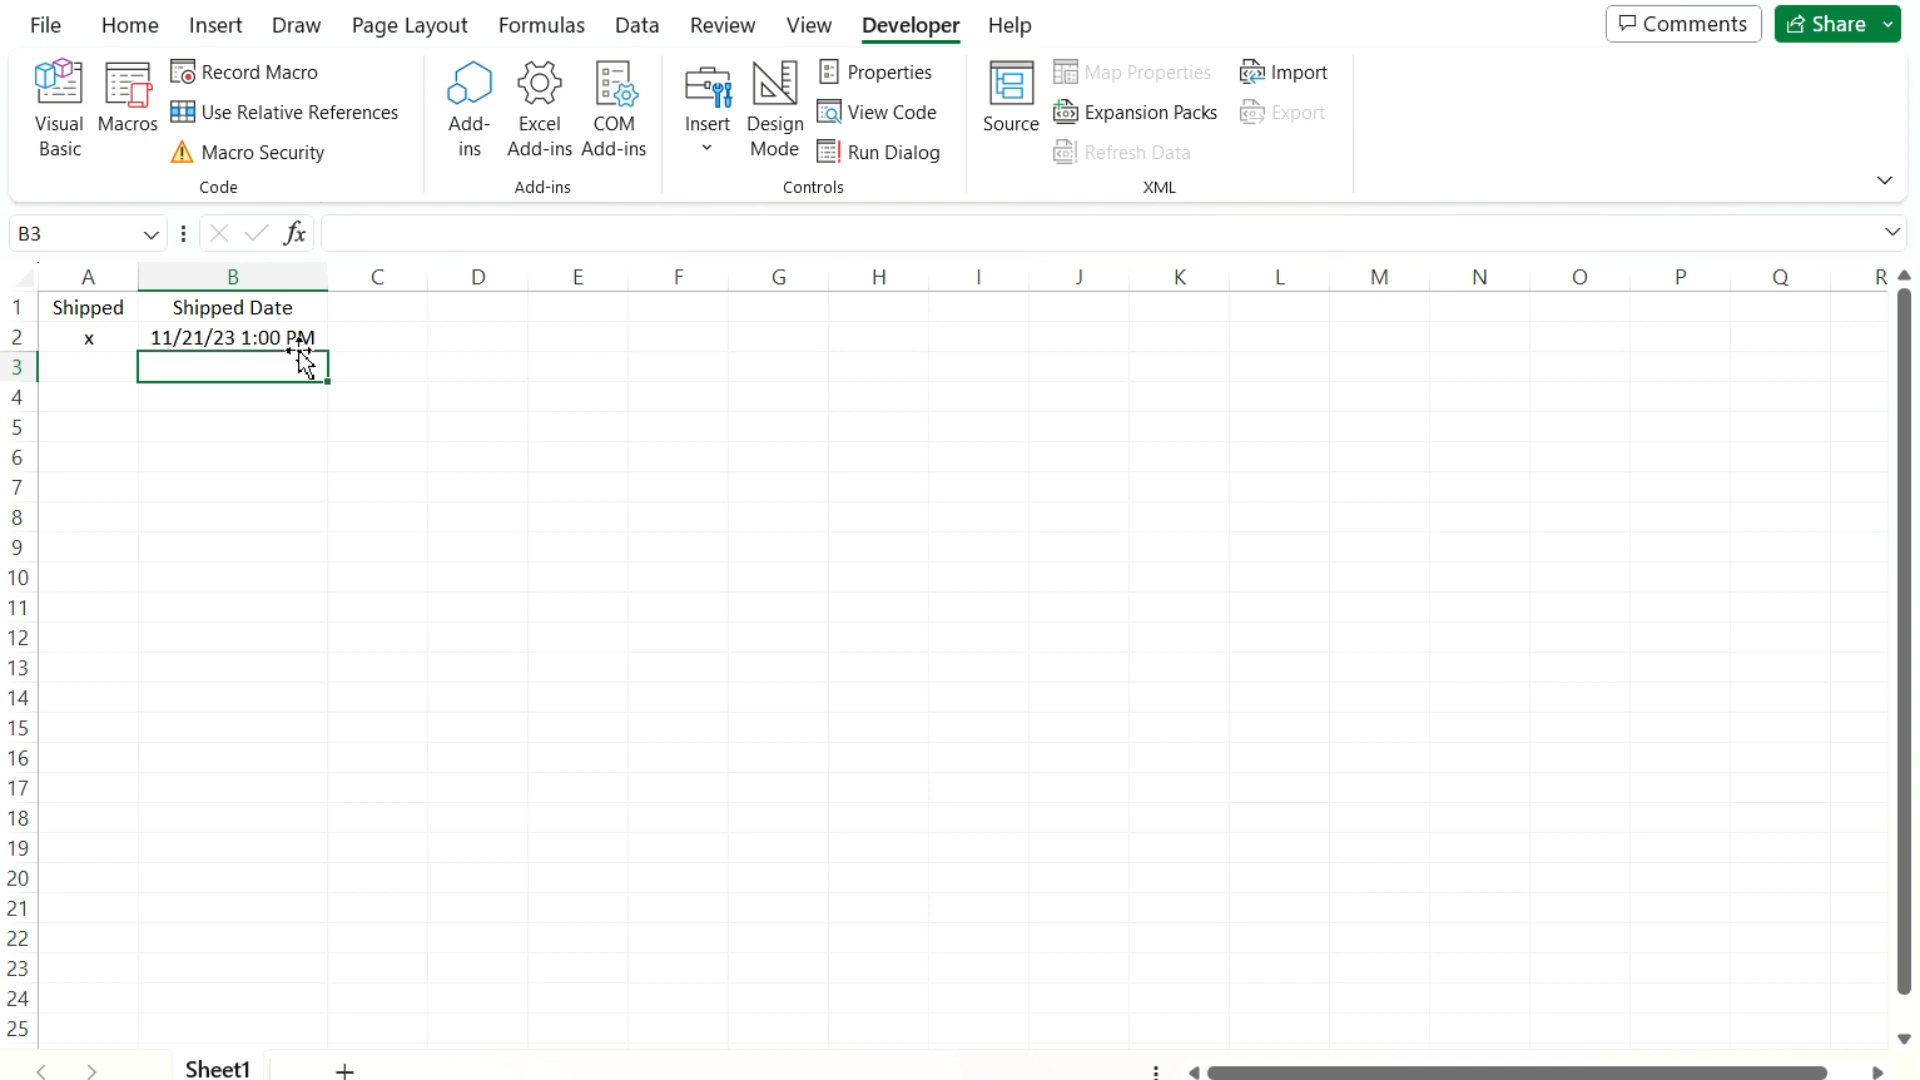 File Home Insert Draw Page Layout Formulas Data Review View Developer Help Comments Share
Visual Basic
Macros
Record Macro
Use Relative References
Macro Security
Code
Add-ins
Excel Add-ins
COM Add-ins
Add-ins
Insert
Design Mode
Properties
View Code
Run Dialog
Controls
Source
Map Properties
Expansion Packs
Refresh Data
Import
Export
XML
B3 fx
A B C D E F G H I J K L M N O P Q R
1 Shipped Shipped Date
2 x 11/21/23 1:00 PM
3
4
5
6
7
8
9
10
11
12
13
14
15
16
17
18
19
20
21
22
23
24
25
Sheet1